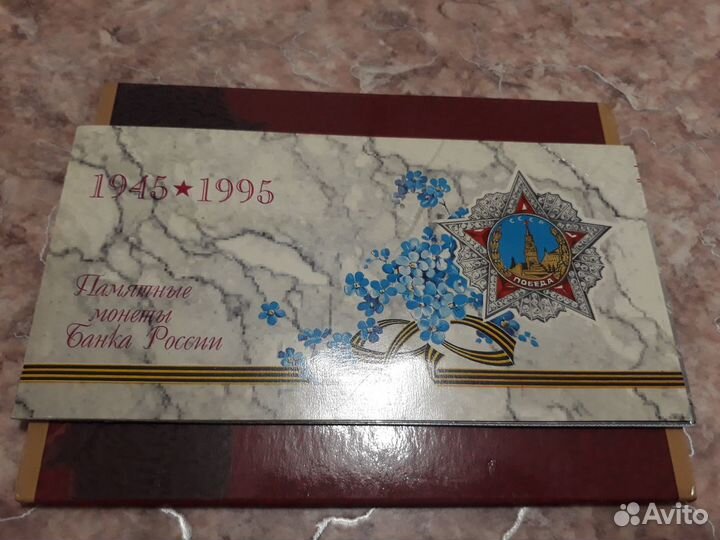 1945★1995
Памятные
монеты
Банка России
СССР
ПОБЕДА
Avito